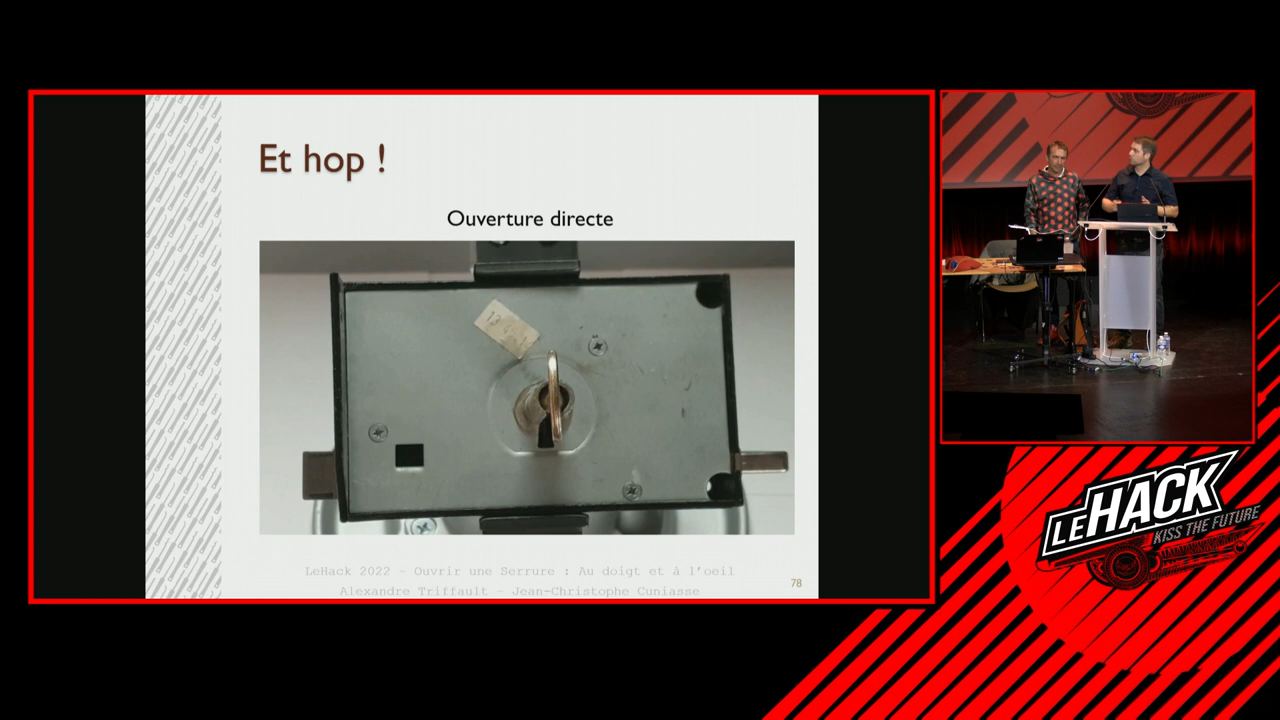 Et hop !
Ouverture directe
13
LeHack 2022 – Ouvrir une Serrure : Au doigt et à l’oeil
Alexandre Triffault – Jean-Christophe Cuniasse
78
LEHACK
KISS THE FUTURE